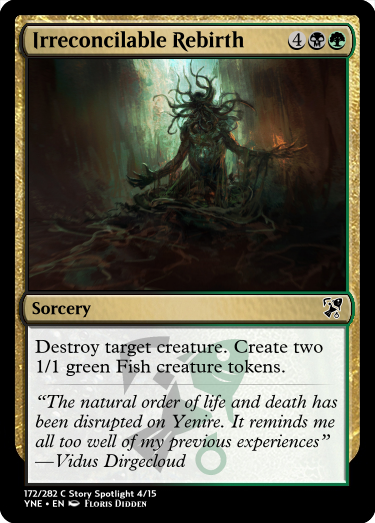 Irreconcilable Rebirth 4
Sorcery
Destroy target creature. Create two
1/1 green Fish creature tokens.
“The natural order of life and death has
been disrupted on Yenire. It reminds me
all too well of my previous experiences”
—Vidus Dirgecloud
172/282 C Story Spotlight 4/15
YNE • EN Floris Didden